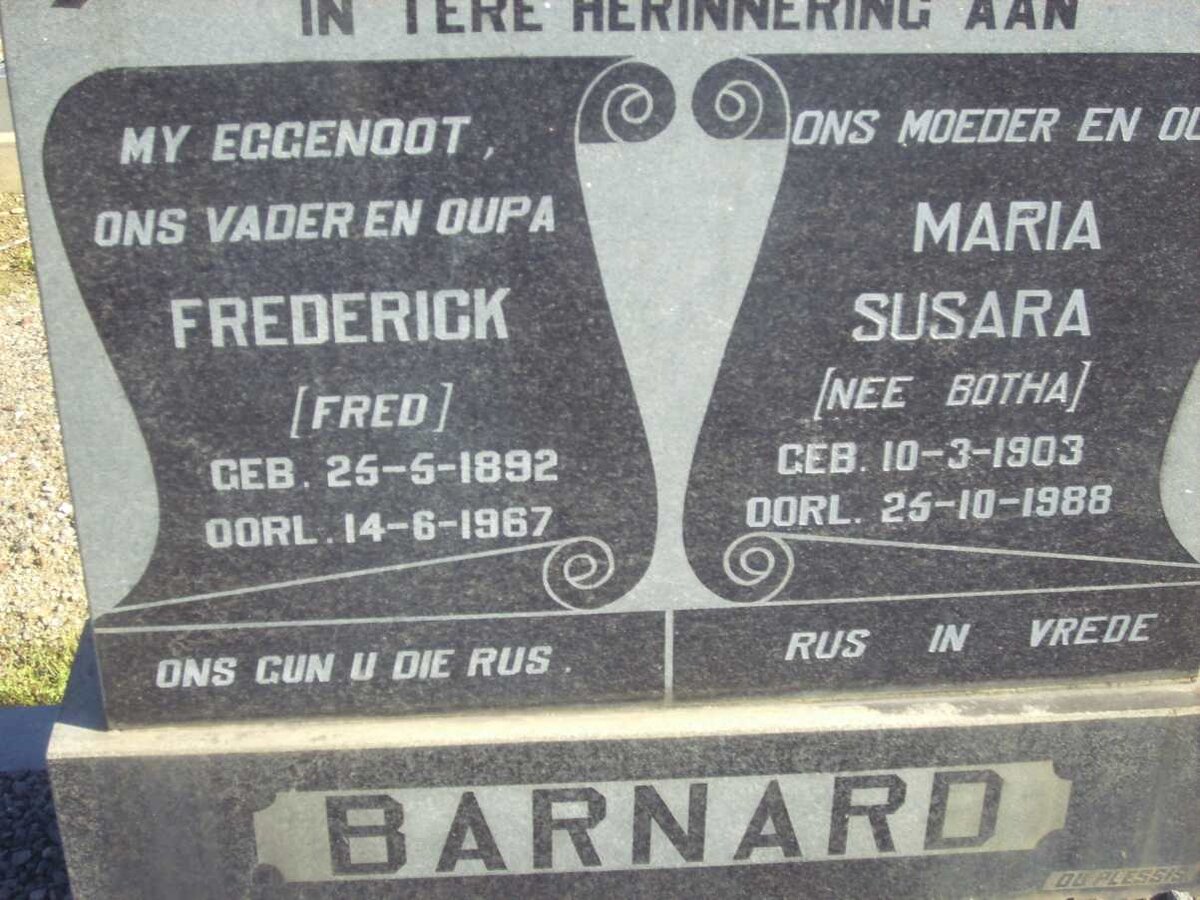 IN TERE HERINNERING AAN
MY EGGENOOT,
ONS VADER EN OUPA
FREDERICK
[FRED]
GEB. 25-5-1892
OORL. 14-6-1967
ONS GUN U DIE RUS.
ONS MOEDER EN
MARIA
SUSARA
[NEE BOTHA]
GEB. 10-3-1903
OORL. 25-10-1988
RUS IN VREDE
BARNARD
DU PLESSIS